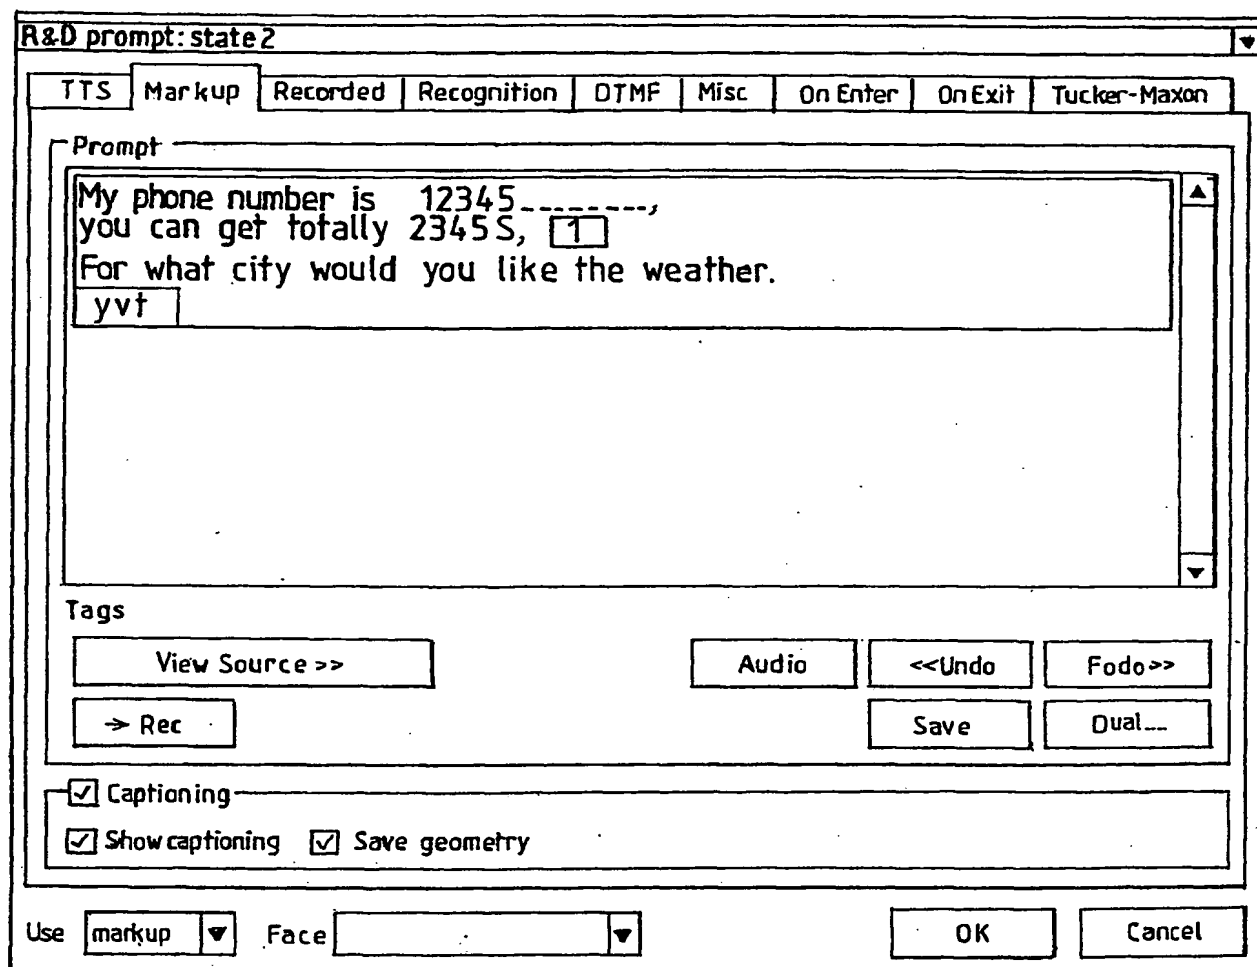 R&D prompt: state 2
TTS Markup Recorded Recognition DTMF Misc On Enter On Exit Tucker-Maxon
Prompt
My phone number is 12345--------,
you can get totally 2345 S, 1
For what city would you like the weather.
yvt
Tags
View Source >> Audio <<Undo Fodo>>
→ Rec Save Dual--
Captioning
Show captioning Save geometry
Use markup Face OK Cancel